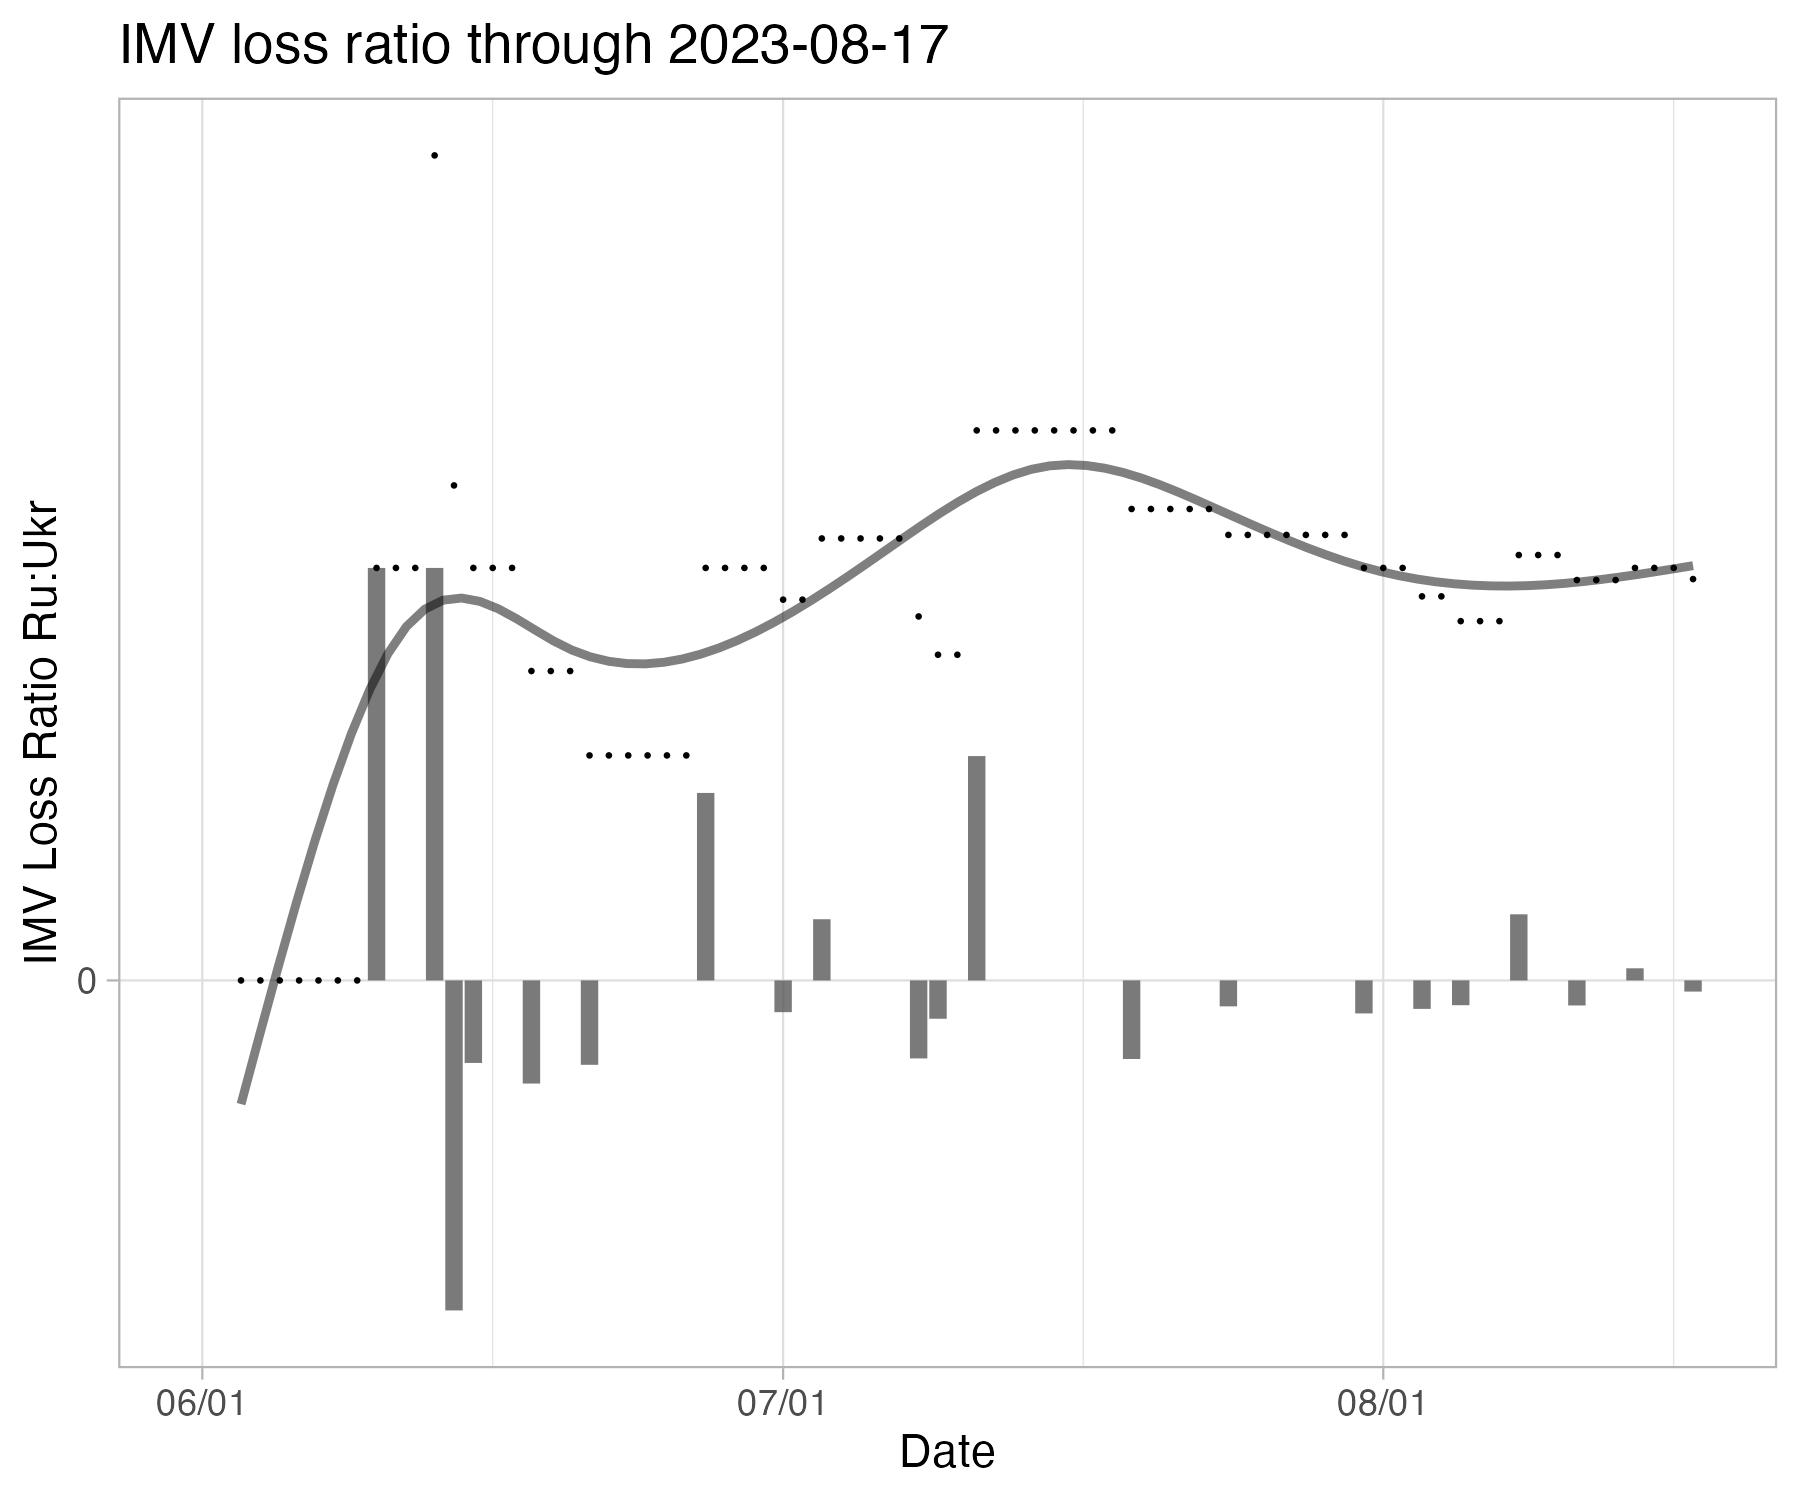 IMV loss ratio through 2023-08-17
IMV Loss Ratio Ru:Ukr
0
06/01
07/01
08/01
Date